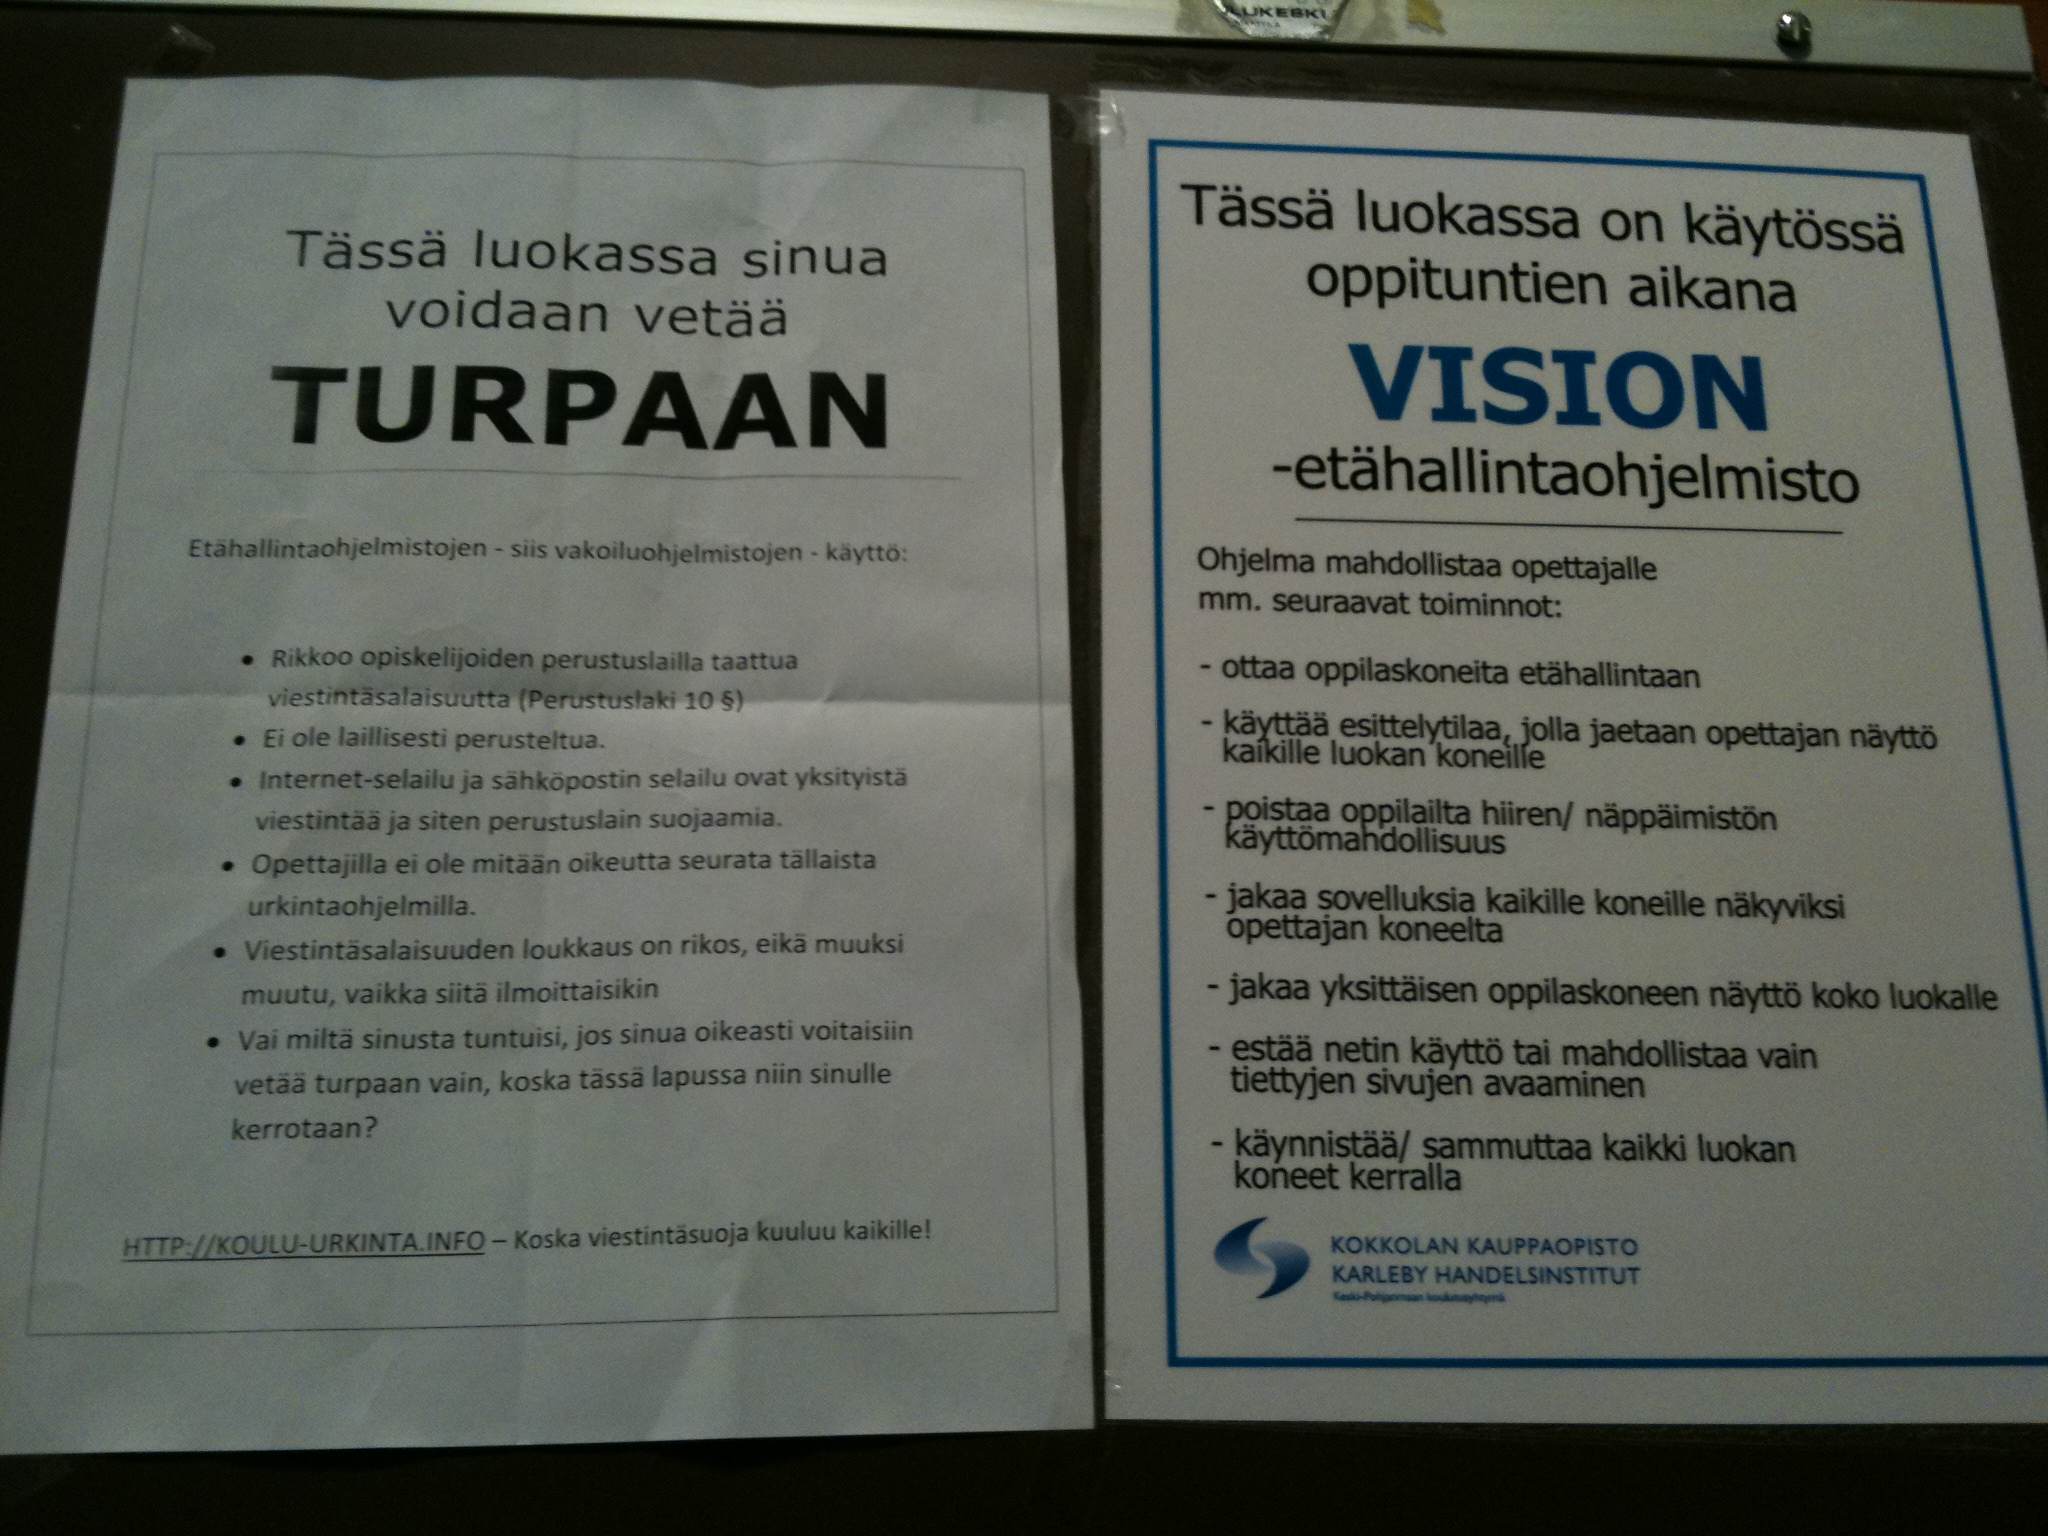 LUKEBKI
Tässä luokassa sinua
voidaan vetää
TURPAAN
Etähallintaohjelmistojen - siis vakoiluohjelmistojen - käyttö:
• Rikkoo opiskelijoiden perustuslailla taattua
viestintäsalaisuutta (Perustuslaki 10 §)
• Ei ole laillisesti perusteltua.
• Internet-selailu ja sähköpostin selailu ovat yksityistä
viestintää ja siten perustuslain suojaamia.
• Opettajilla ei ole mitään oikeutta seurata tällaista
urkintaohjelmilla.
• Viestintäsalaisuuden loukkaus on rikos, eikä muuksi
muutu, vaikka siitä ilmoittaisikin
• Vai miltä sinusta tuntuisi, jos sinua oikeasti voitaisiin
vetää turpaan vain, koska tässä lapussa niin sinulle
kerrotaan?
HTTP://KOULU-URKINTA.INFO – Koska viestintäsuoja kuuluu kaikille!
Tässä luokassa on käytössä
oppituntien aikana
VISION
-etähallintaohjelmisto
Ohjelma mahdollistaa opettajalle
mm. seuraavat toiminnot:
- ottaa oppilaskoneita etähallintaan
- käyttää esittelytilaa, jolla jaetaan opettajan näyttö
kaikille luokan koneille
- poistaa oppilailta hiiren/ näppäimistön
käyttömahdollisuus
- jakaa sovelluksia kaikille koneille näkyviksi
opettajan koneelta
- jakaa yksittäisen oppilaskoneen näyttö koko luokalle
- estää netin käyttö tai mahdollistaa vain
tiettyjen sivujen avaaminen
- käynnistää/ sammuttaa kaikki luokan
koneet kerralla
KOKKOLAN KAUPPAOPISTO
KARLEBY HANDELSINSTITUT
Keski-Pohjanmaan koulutusyhtymä